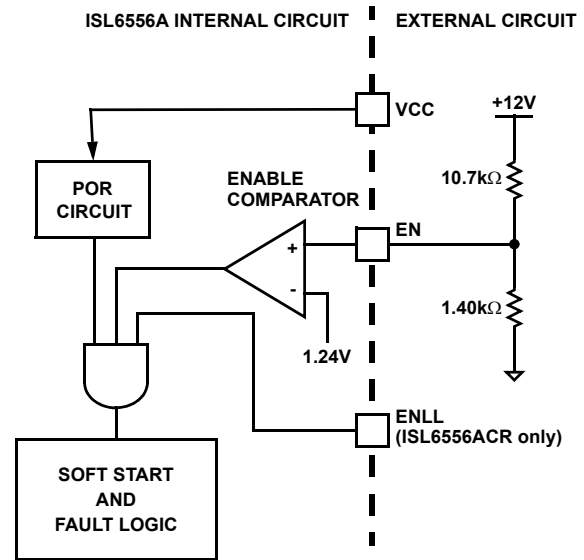 ISL6556A INTERNAL CIRCUIT
EXTERNAL CIRCUIT
VCC
+12V
POR
CIRCUIT
ENABLE
COMPARATOR
10.7kΩ
+
EN
-
1.40kΩ
1.24V
ENLL
(ISL6556ACR only)
SOFT START
AND
FAULT LOGIC